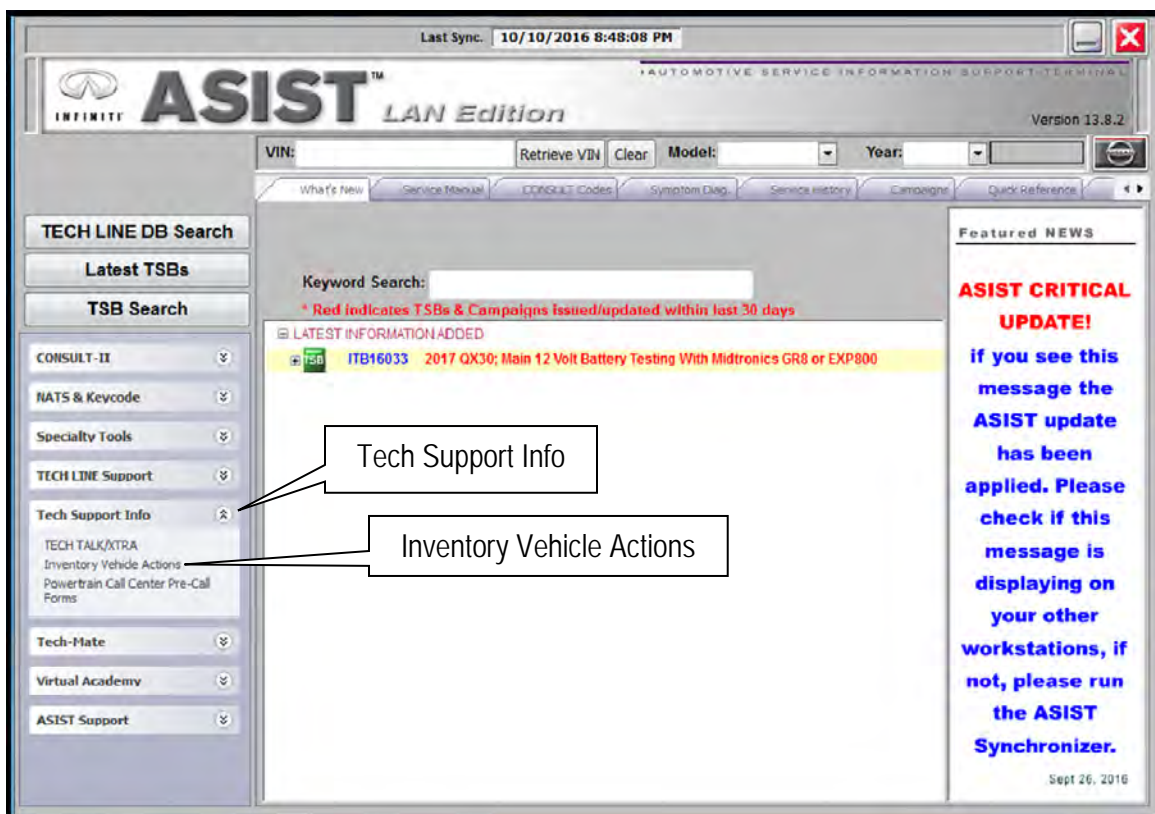 Last Sync. 10/10/2016 8:48:08 PM
INFINITI ASIST™ LAN Edition
AUTOMOTIVE SERVICE INFORMATION SUPPORT TERMINAL
Version 13.8.2
VIN: Retrieve VIN Clear Model: Year:
What's New Service Manual CONSULT Codes Symptom Diag. Service History Campaigns Quick Reference
TECH LINE DB Search
Latest TSBs
TSB Search
CONSULT-II
NATS & Keycode
Specialty Tools
TECH LINE Support
Tech Support Info
TECH TALK/XTRA
Inventory Vehicle Actions
Powertrain Call Center Pre-Call
Forms
Tech-Mate
Virtual Academy
ASIST Support
Keyword Search:
* Red indicates TSBs & Campaigns issued/updated within last 30 days
LATEST INFORMATION ADDED
TSB ITB16033 2017 QX30; Main 12 Volt Battery Testing With Midtronics GR8 or EXP800
Tech Support Info
Inventory Vehicle Actions
Featured NEWS
ASIST CRITICAL
UPDATE!
if you see this
message the
ASIST update
has been
applied. Please
check if this
message is
displaying on
your other
workstations, if
not, please run
the ASIST
Synchronizer.
Sept 26, 2016